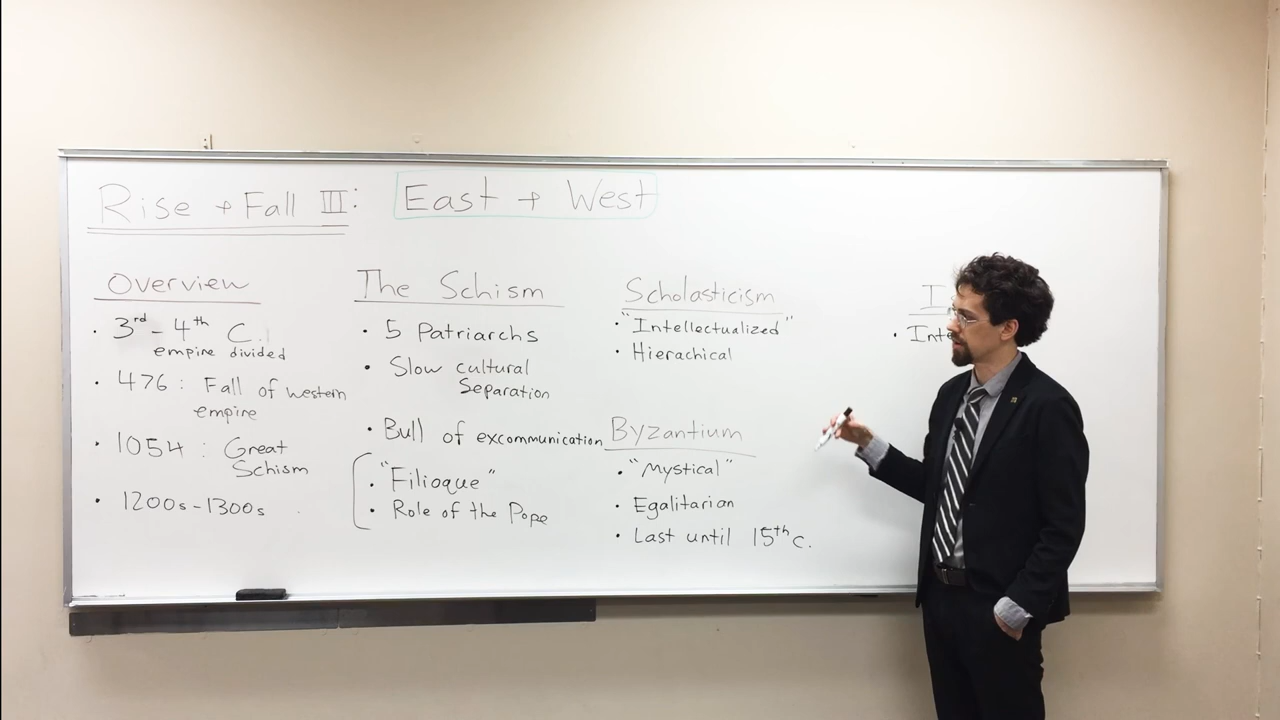 Rise + Fall III: East + West
Overview
• 3rd - 4th C.
empire divided
• 476 : Fall of Western
empire
• 1054 : Great
Schism
• 1200s - 1300s
The Schism
• 5 Patriarchs
• Slow cultural
Separation
• Bull of excommunication
• "Filioque"
• Role of the Pope
Scholasticism
• "Intellectualized"
• Hierachical
Byzantium
• "Mystical"
• Egalitarian
• Last until 15th C.